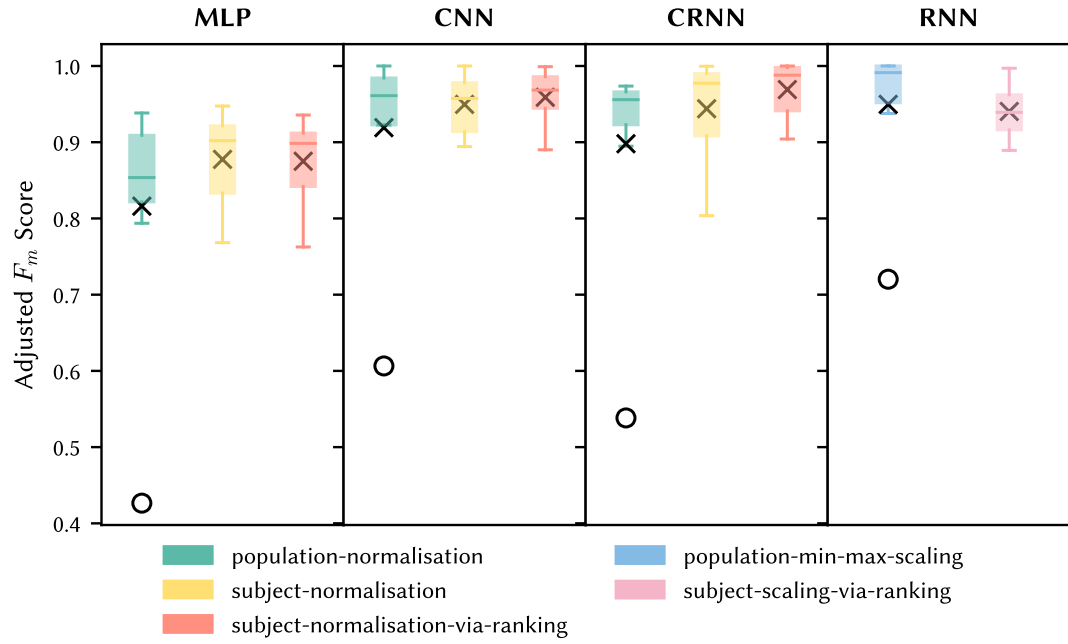 MLP CNN CRNN RNN
Adjusted Fₘ Score
1.0
0.9
0.8
0.7
0.6
0.5
0.4
population-normalisation
subject-normalisation
subject-normalisation-via-ranking
population-min-max-scaling
subject-scaling-via-ranking